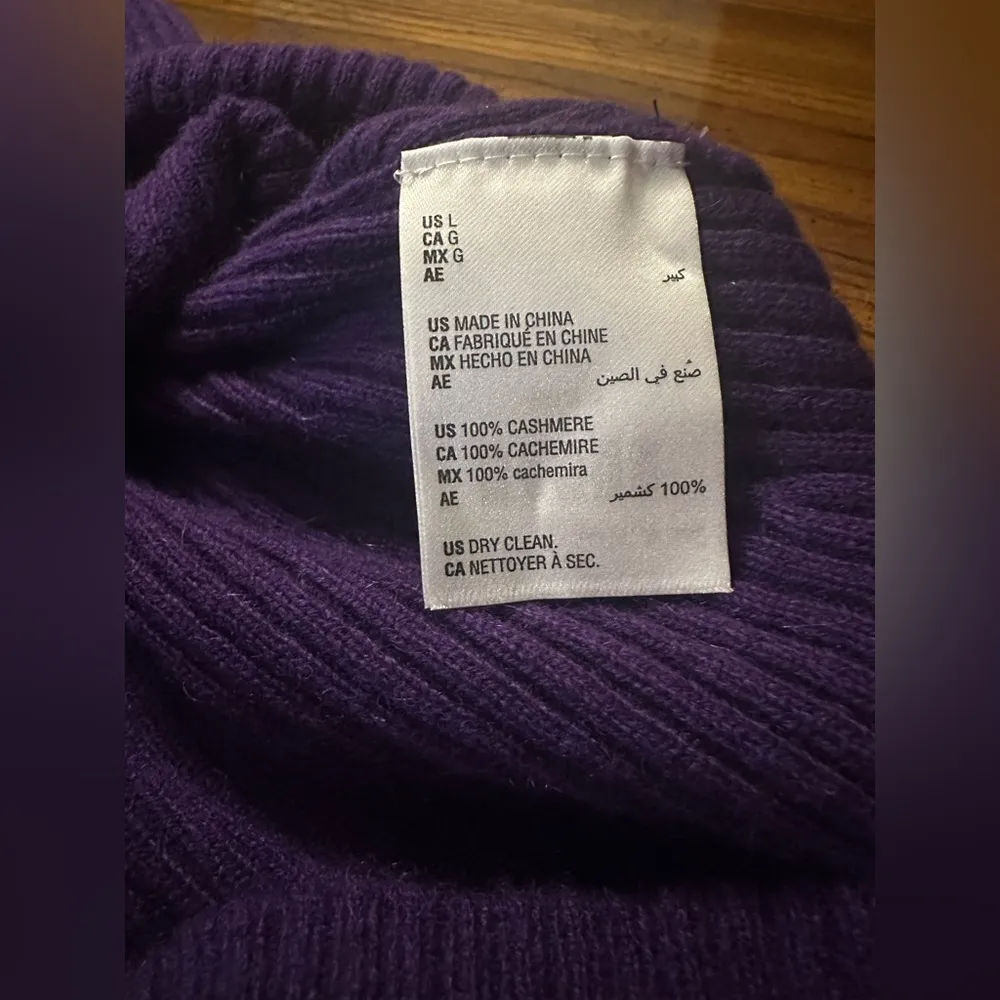 US L
CA G
MX G
AE كبير
US MADE IN CHINA
CA FABRIQUÉ EN CHINE
MX HECHO EN CHINA
AE صُنع في الصين
US 100% CASHMERE
CA 100% CACHEMIRE
MX 100% cachemira
AE 100% كشمير
US DRY CLEAN.
CA NETTOYER À SEC.